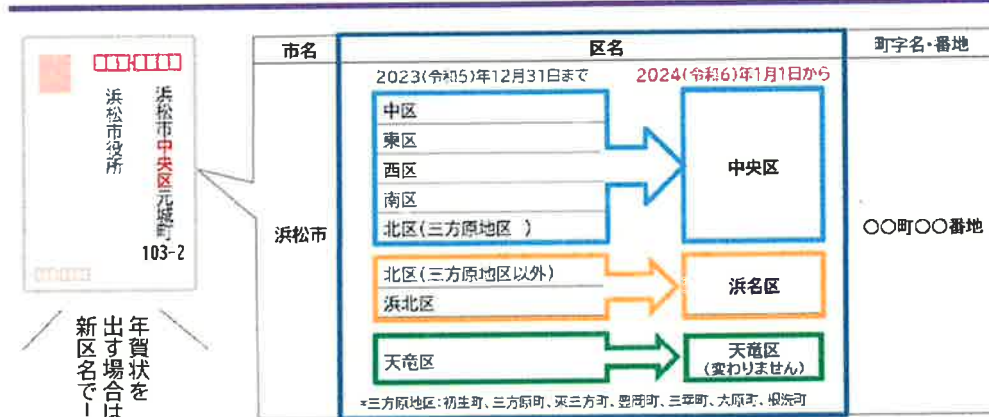 浜松市中央区元城町
103-2
浜松市役所
年賀状を
出す場合は
新区名で
市名
区名
町字名・番地
2023(令和5)年12月31日まで
2024(令和6)年1月1日から
浜松市
中区
東区
西区
南区
北区(三方原地区 )
中央区
〇〇町〇〇番地
北区(三方原地区以外)
浜北区
浜名区
天竜区
天竜区
(変わりません)
*三方原地区:初生町、三方原町、東三方町、豊岡町、三幸町、大原町、根洗町